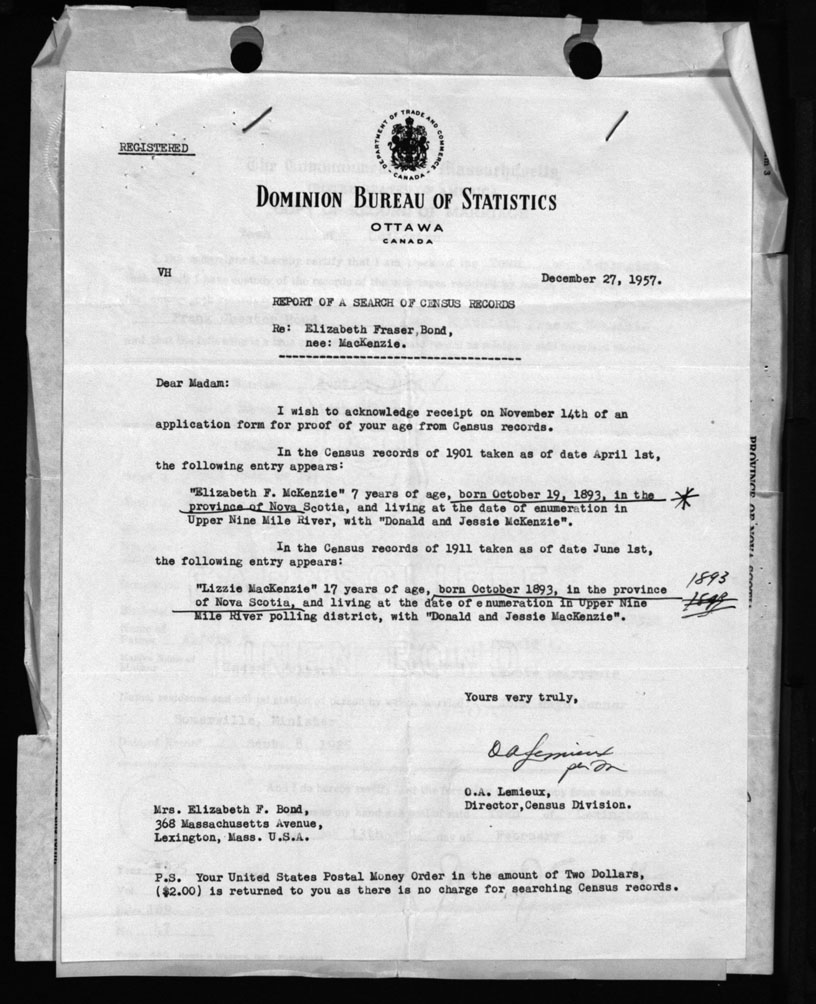 REGISTERED
DEPARTMENT OF TRADE AND COMMERCE
CANADA
DOMINION BUREAU OF STATISTICS
OTTAWA
CANADA
VH
December 27, 1957.
REPORT OF A SEARCH OF CENSUS RECORDS
Re: Elizabeth Fraser Bond,
nee: MacKenzie.
Dear Madam:
I wish to acknowledge receipt on November 14th of an
application form for proof of your age from Census records.
In the Census records of 1901 taken as of date April 1st,
the following entry appears:
"Elizabeth F. McKenzie" 7 years of age, born October 19, 1893, in the
province of Nova Scotia, and living at the date of enumeration in
Upper Nine Mile River, with "Donald and Jessie McKenzie".
In the Census records of 1911 taken as of date June 1st,
the following entry appears:
"Lizzie MacKenzie" 17 years of age, born October 1893, in the province
of Nova Scotia, and living at the date of enumeration in Upper Nine
Mile River polling district, with "Donald and Jessie MacKenzie".
1893
Yours very truly,
O A Lemieux
O.A. Lemieux,
Director, Census Division.
Mrs. Elizabeth F. Bond,
368 Massachusetts Avenue,
Lexington, Mass. U.S.A.
P.S. Your United States Postal Money Order in the amount of Two Dollars,
($2.00) is returned to you as there is no charge for searching Census records.